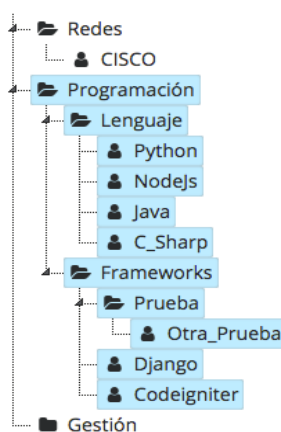 Redes
CISCO
Programación
Lenguaje
Python
NodeJs
Java
C_Sharp
Frameworks
Prueba
Otra_Prueba
Django
Codeigniter
Gestión